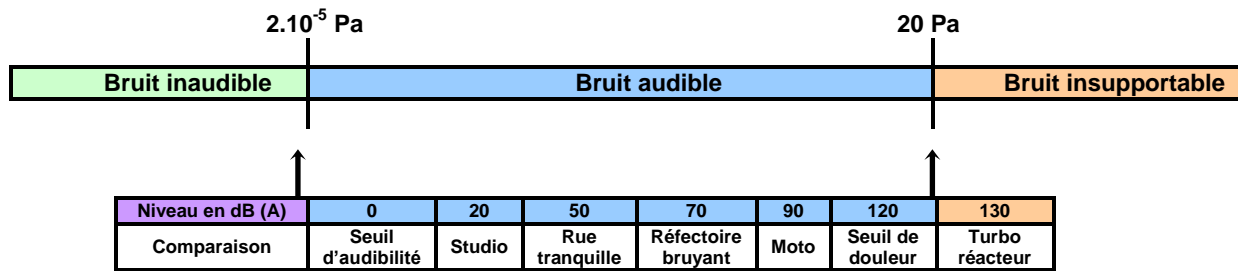 2.10⁻⁵ Pa 20 Pa
Bruit inaudible Bruit audible Bruit insupportable
Niveau en dB (A) 0 20 50 70 90 120 130
Comparaison Seuil d'audibilité Studio Rue tranquille Réfectoire bruyant Moto Seuil de douleur Turbo réacteur